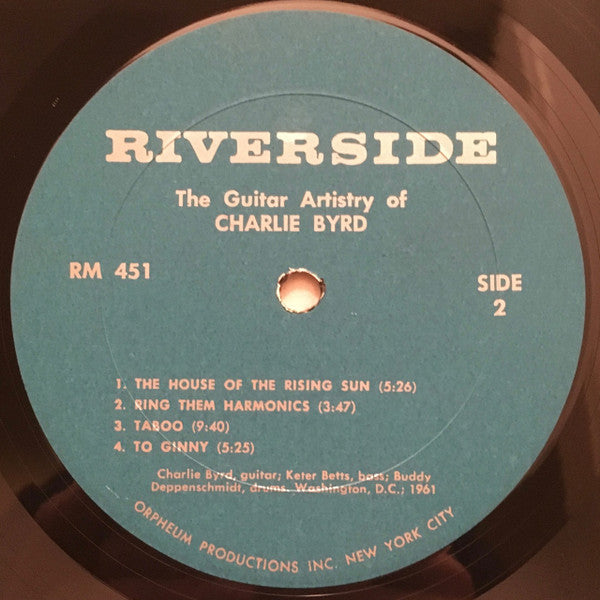 RIVERSIDE
The Guitar Artistry of
CHARLIE BYRD
RM 451
SIDE
2
1. THE HOUSE OF THE RISING SUN (5:26)
2. RING THEM HARMONICS (3:47)
3. TABOO (9:40)
4. TO GINNY (5:25)
Charlie Byrd, guitar; Keter Betts, bass; Buddy
Deppenschmidt, drums. Washington, D.C.; 1961
ORPHEUM PRODUCTIONS INC. NEW YORK CITY